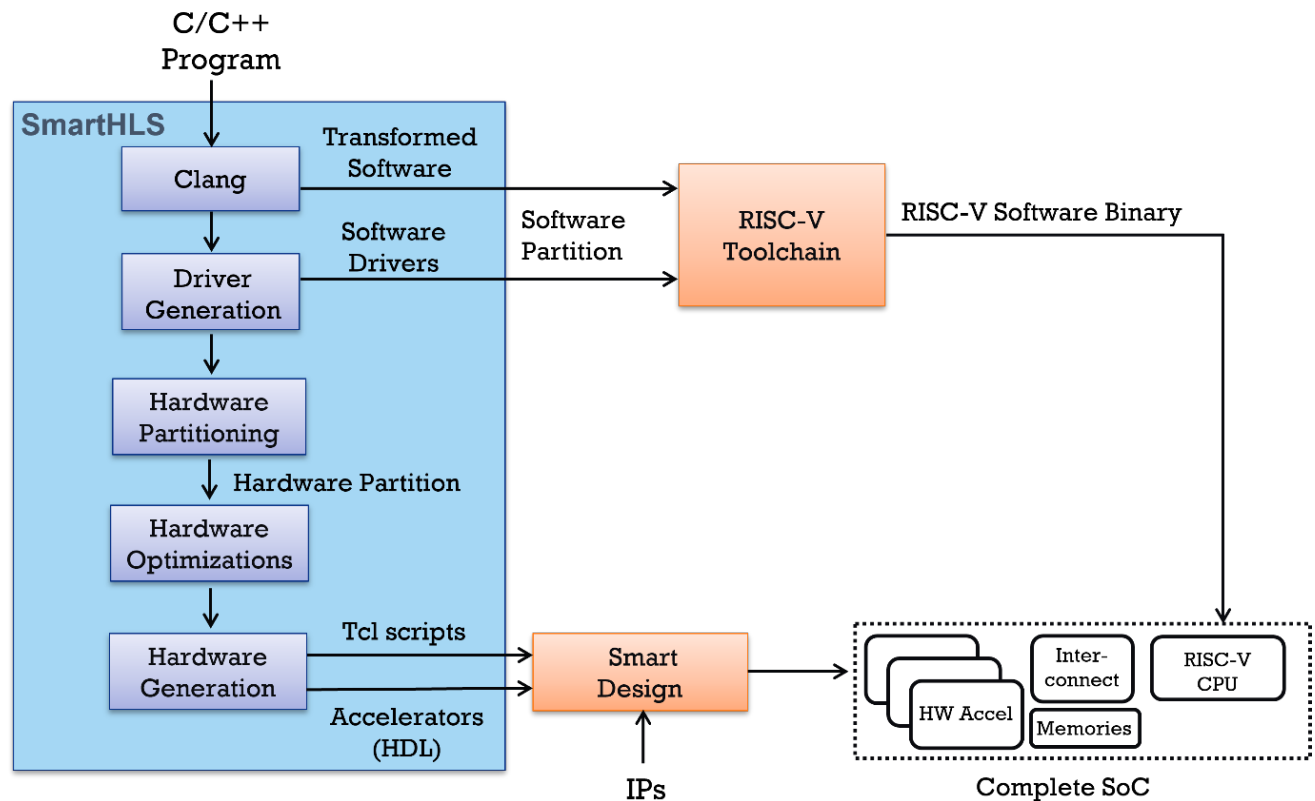 C/C++
Program
SmartHLS
Clang
Transformed
Software
Driver
Generation
Software
Drivers
Software
Partition
RISC-V
Toolchain
RISC-V Software Binary
Hardware
Partitioning
Hardware Partition
Hardware
Optimizations
Hardware
Generation
Tcl scripts
Accelerators
(HDL)
Smart
Design
IPs
HW Accel
Inter-
connect
Memories
RISC-V
CPU
Complete SoC